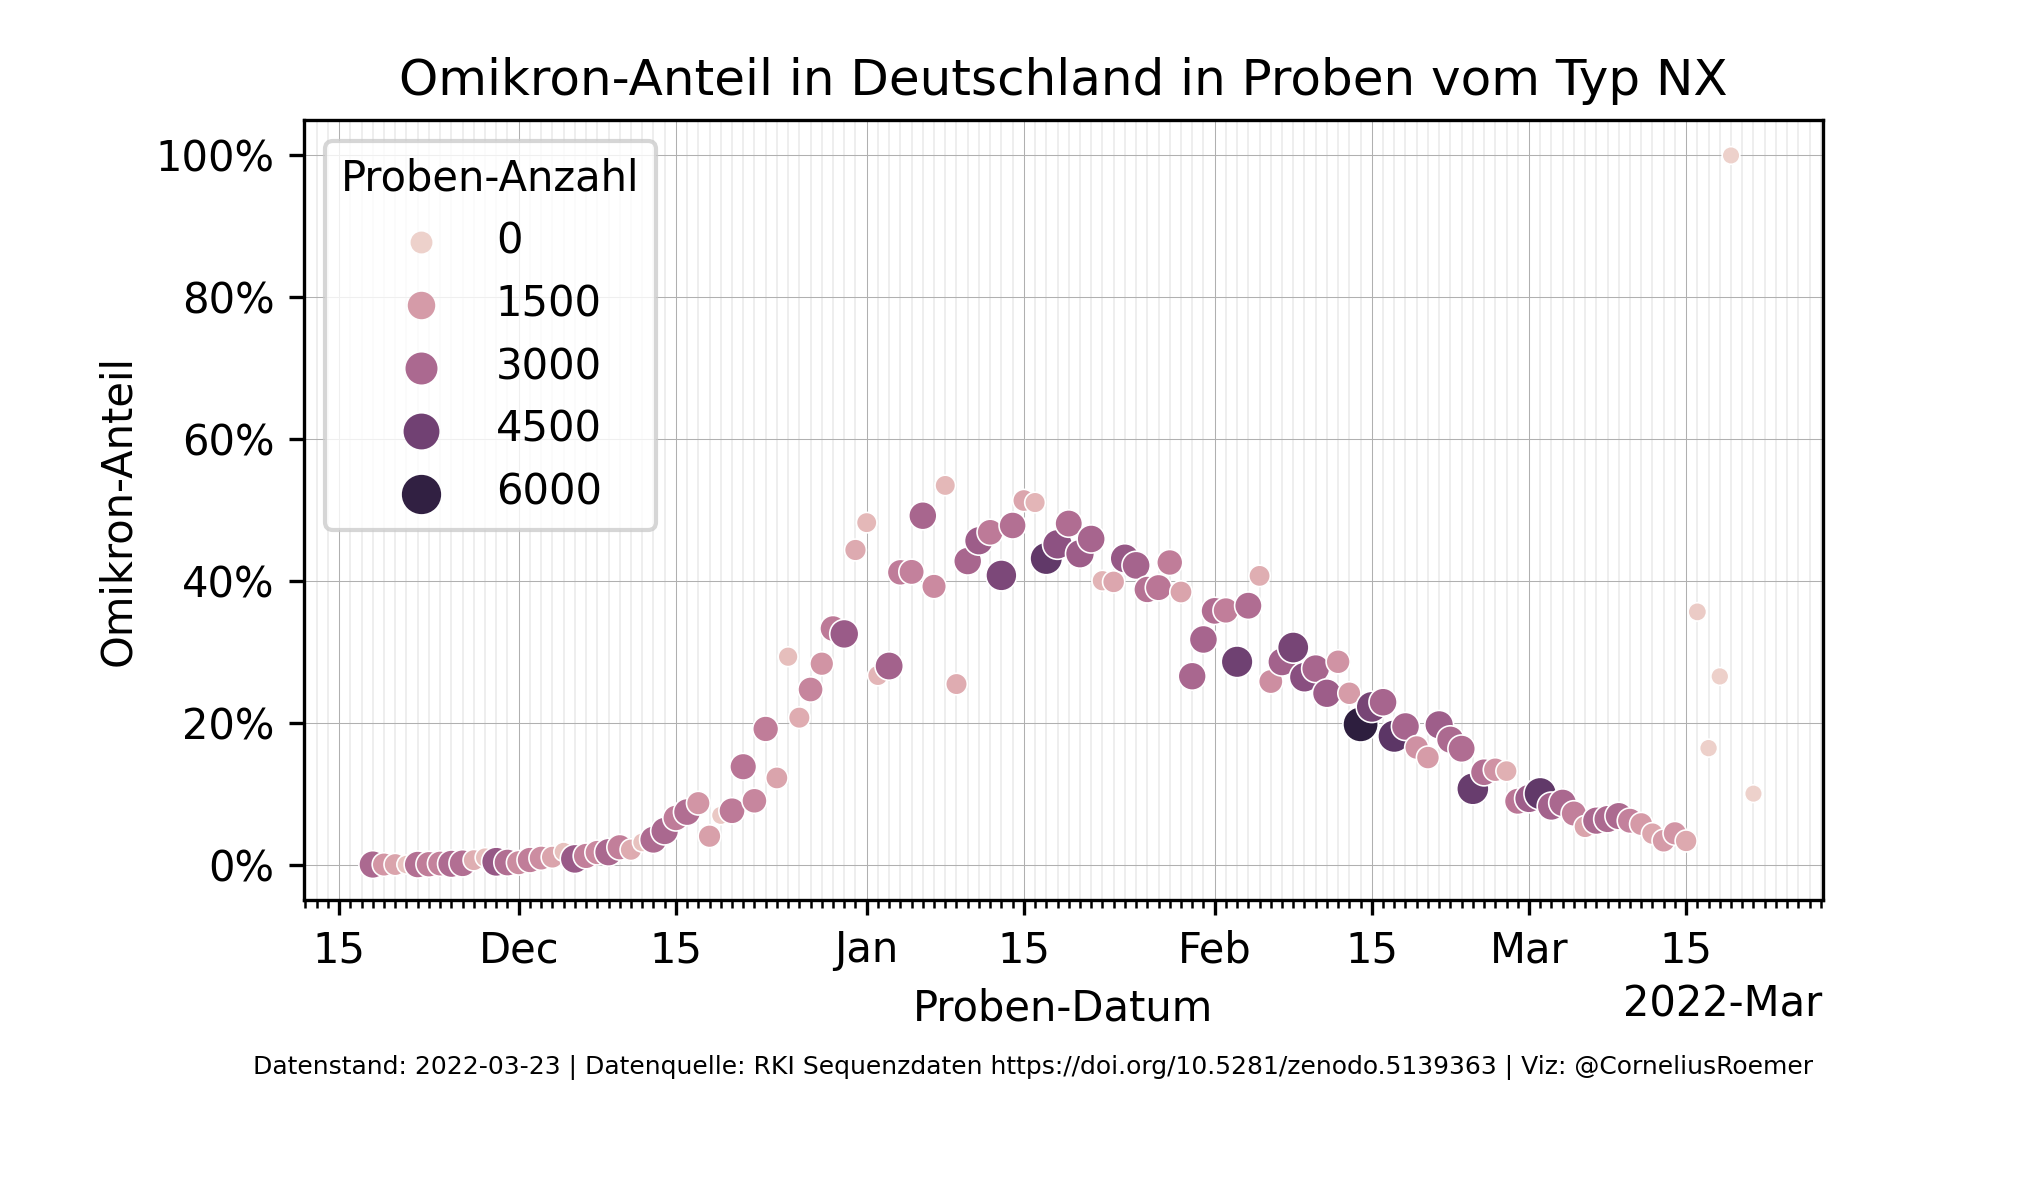 Omikron-Anteil in Deutschland in Proben vom Typ NX
Omikron-Anteil
100%
80%
60%
40%
20%
0%
Proben-Anzahl
0
1500
3000
4500
6000
15 Dec 15 Jan 15 Feb 15 Mar 15
Proben-Datum
2022-Mar
Datenstand: 2022-03-23 | Datenquelle: RKI Sequenzdaten https://doi.org/10.5281/zenodo.5139363 | Viz: @CorneliusRoemer